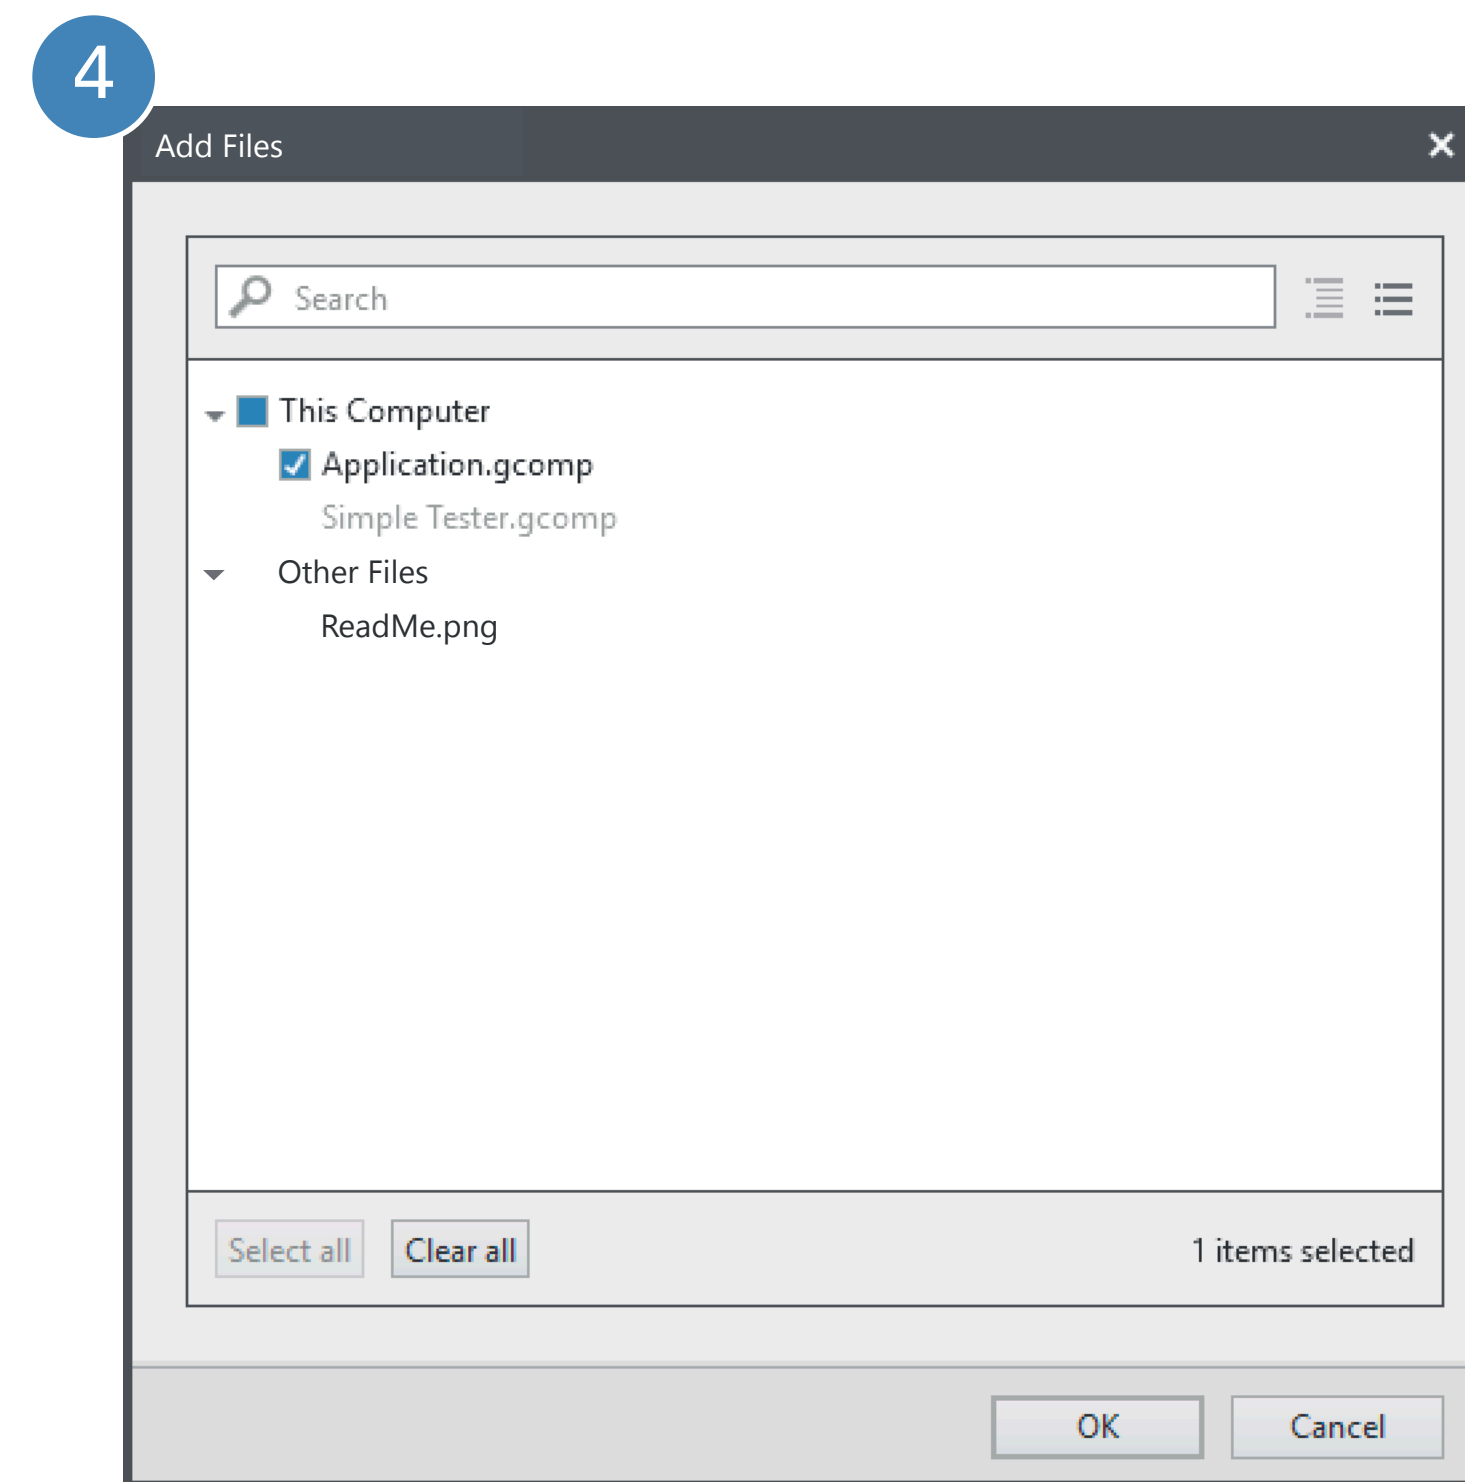 4
Add Files
Search
This Computer
Application.gcomp
Simple Tester.gcomp
Other Files
ReadMe.png
Select all Clear all 1 items selected
OK Cancel